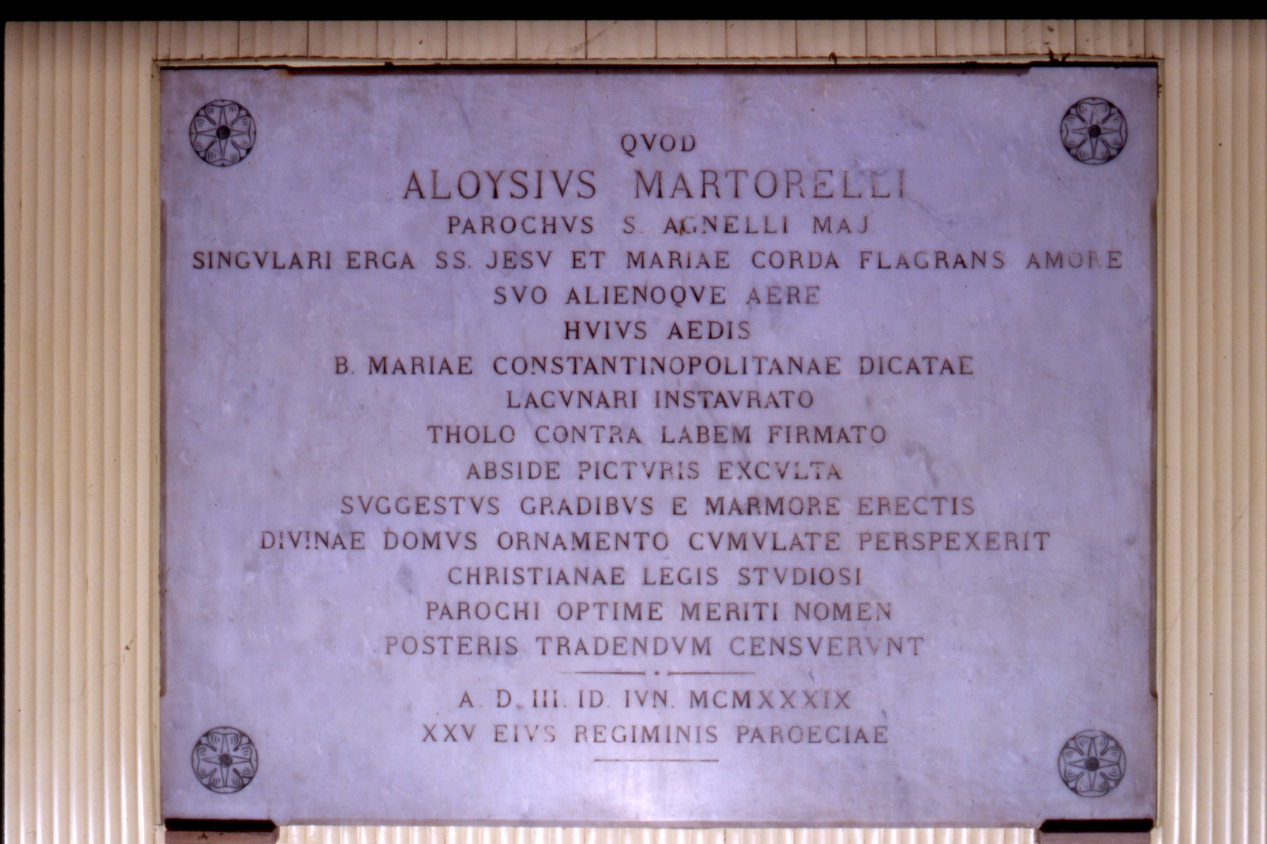 QVOD
ALOYSIVS MARTORELLI
PAROCHVS S. AGNELLI MAJ
SINGVLARI ERGA SS. JESV ET MARIAE CORDA FLAGRANS AMORE
SVO ALIENOQVE AERE
HVIVS AEDIS
B. MARIAE CONSTANTINOPOLITANAE DICATAE
LACVNARI INSTAVRATO
THOLO CONTRA LABEM FIRMATO
ABSIDE PICTVRIS EXCVLTA
SVGGESTVS GRADIBVS E MARMORE ERECTIS
DIVINAE DOMVS ORNAMENTO CVMVLATE PERSPEXERIT
CHRISTIANAE LEGIS STVDIOSI
PAROCHI OPTIME MERITI NOMEN
POSTERIS TRADENDVM CENSVERVNT
A. D. III. ID. IVN. MCMXXXIX
XXV EIVS REGIMINIS PAROECIAE